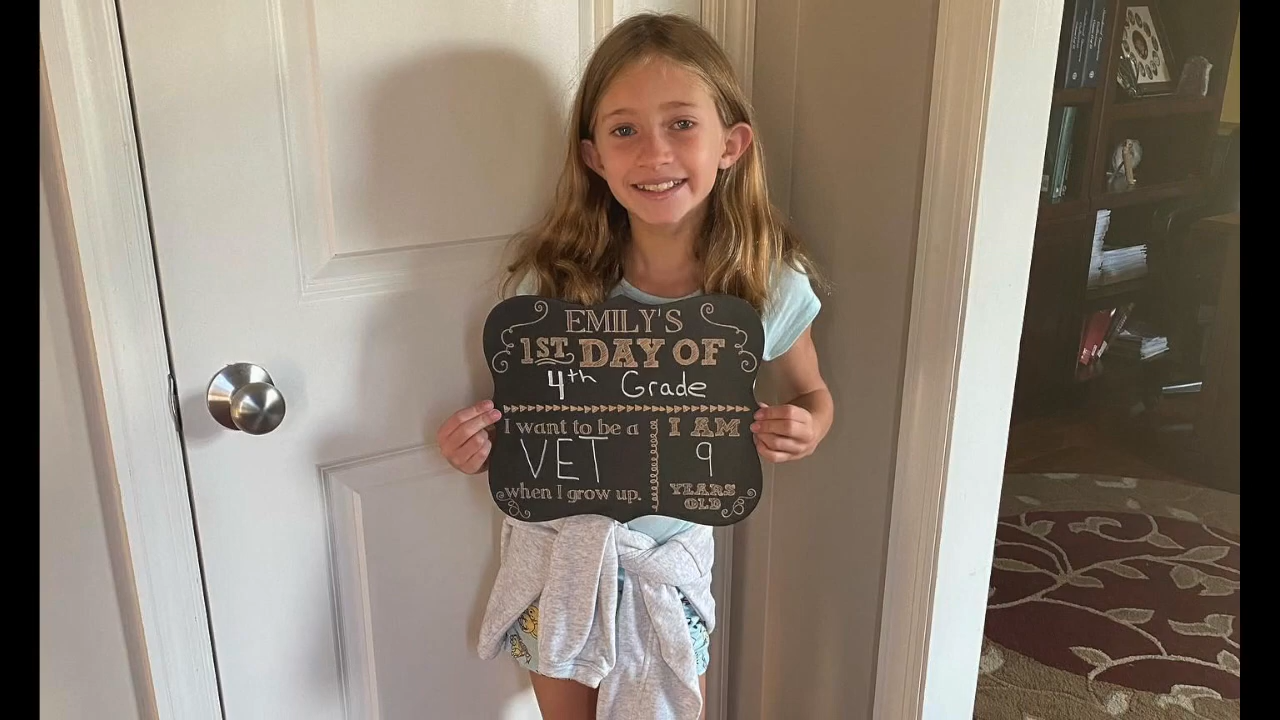 EMILY'S
1ST DAY OF
4th Grade
I want to be a
VET
when I grow up.
I AM
9
YEARS
OLD